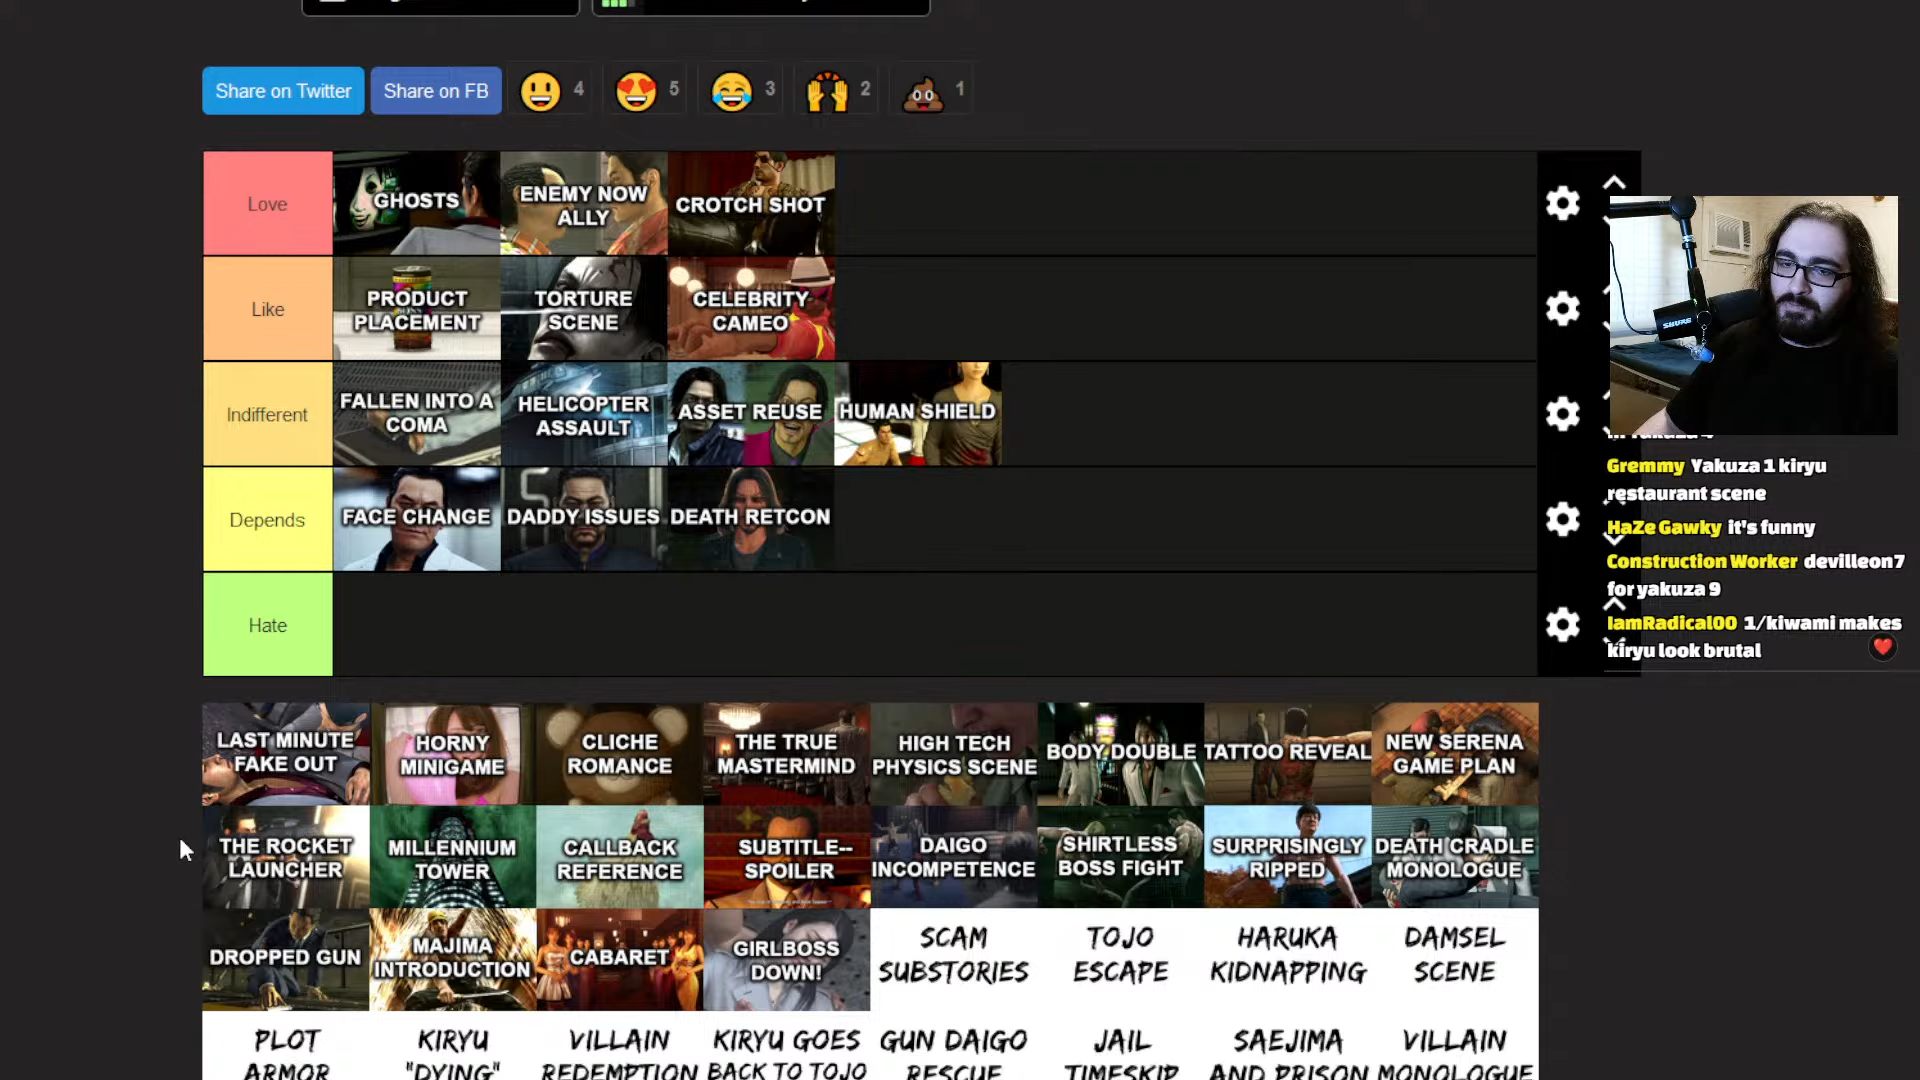 Share on Twitter
Share on FB
4
5
3
2
1
Love
GHOSTS
ENEMY NOW
ALLY
CROTCH SHOT
Like
PRODUCT
PLACEMENT
TORTURE
SCENE
CELEBRITY
CAMEO
Indifferent
FALLEN INTO A
COMA
HELICOPTER
ASSAULT
ASSET REUSE
HUMAN SHIELD
Depends
FACE CHANGE
DADDY ISSUES
DEATH RETCON
Hate
SHURE
Gremmy Yakuza 1 kiryu
restaurant scene
HaZe Gawky it's funny
Construction Worker devilleon7
for yakuza 9
IamRadical00 1/kiwami makes
kiryu look brutal
LAST MINUTE
FAKE OUT
HORNY
MINIGAME
CLICHE
ROMANCE
THE TRUE
MASTERMIND
HIGH TECH
PHYSICS SCENE
BODY DOUBLE
TATTOO REVEAL
NEW SERENA
GAME PLAN
THE ROCKET
LAUNCHER
MILLENNIUM
TOWER
CALLBACK
REFERENCE
SUBTITLE--
SPOILER
DAIGO
INCOMPETENCE
SHIRTLESS
BOSS FIGHT
SURPRISINGLY
RIPPED
DEATH CRADLE
MONOLOGUE
DROPPED GUN
MAJIMA
INTRODUCTION
CABARET
GIRLBOSS
DOWN!
SCAM
SUBSTORIES
TOJO
ESCAPE
HARUKA
KIDNAPPING
DAMSEL
SCENE
PLOT
ARMOR
KIRYU
"DYING"
VILLAIN
REDEMPTION
KIRYU GOES
BACK TO TOJO
GUN DAIGO
RESCUE
JAIL
TIMESKIP
SAEJIMA
AND PRISON
VILLAIN
MONOLOGUE